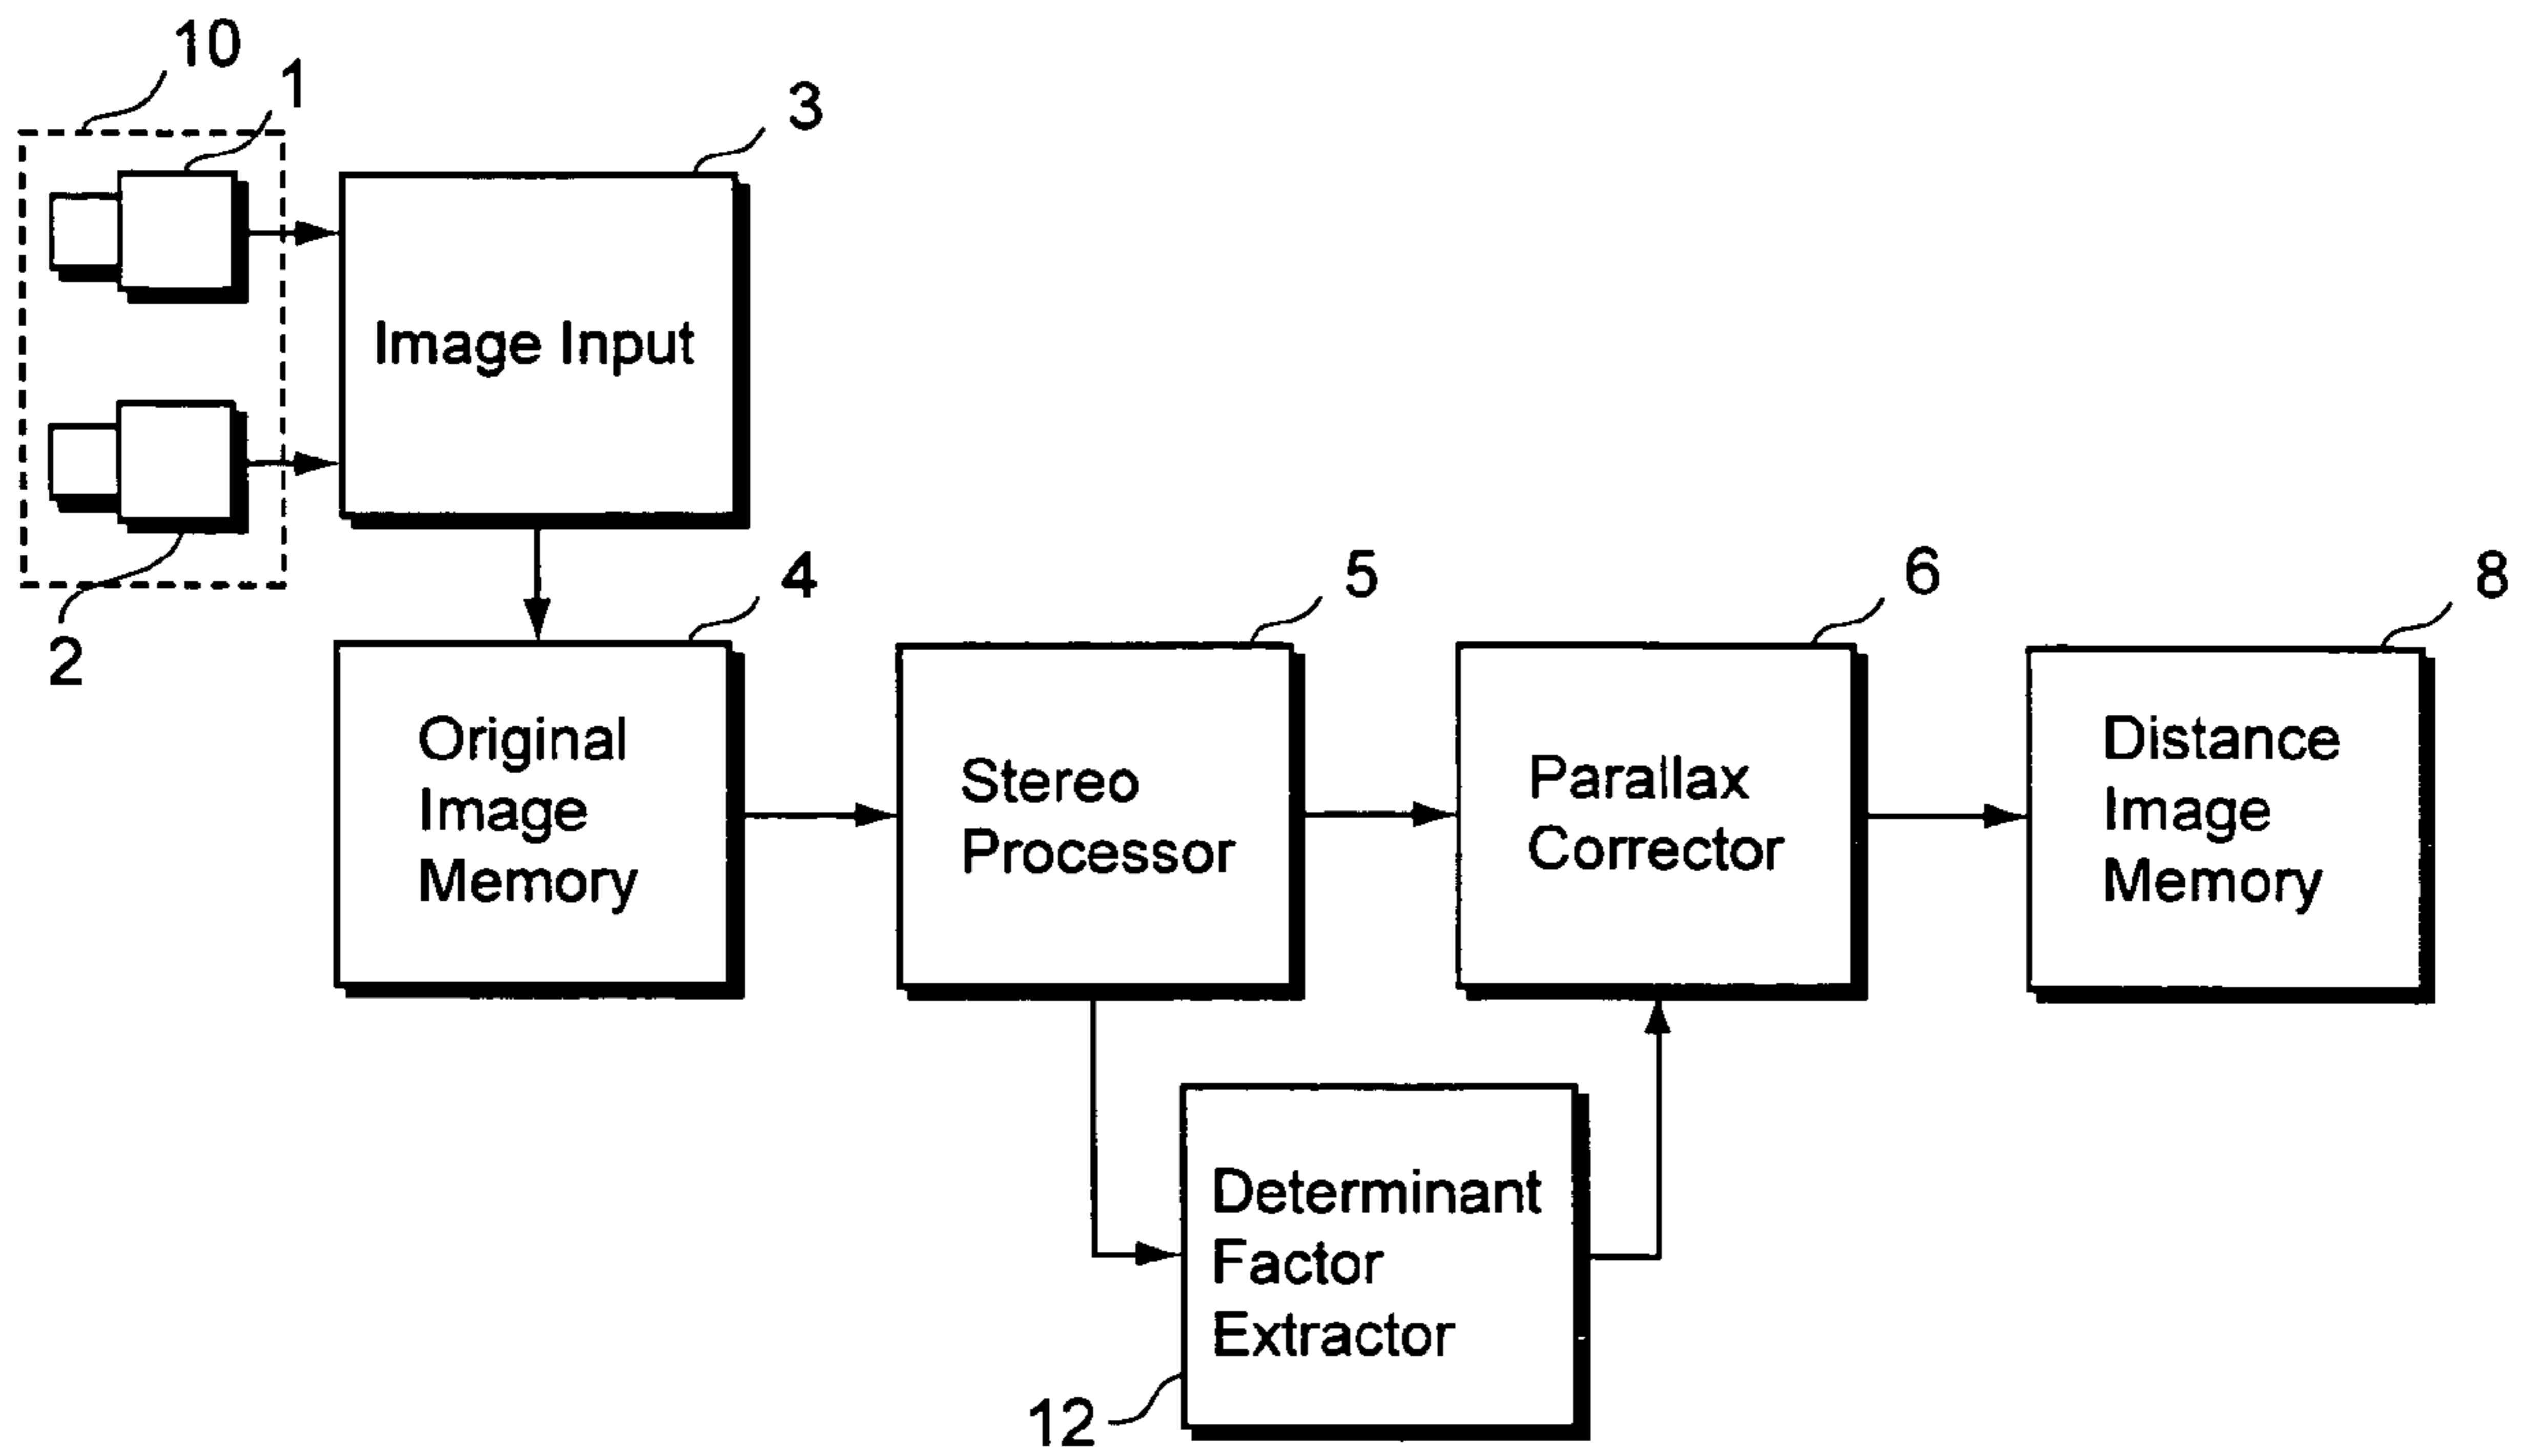 10
1
3
Image Input
2
4
5
6
8
Original
Image
Memory
Stereo
Processor
Parallax
Corrector
Distance
Image
Memory
Determinant
Factor
Extractor
12